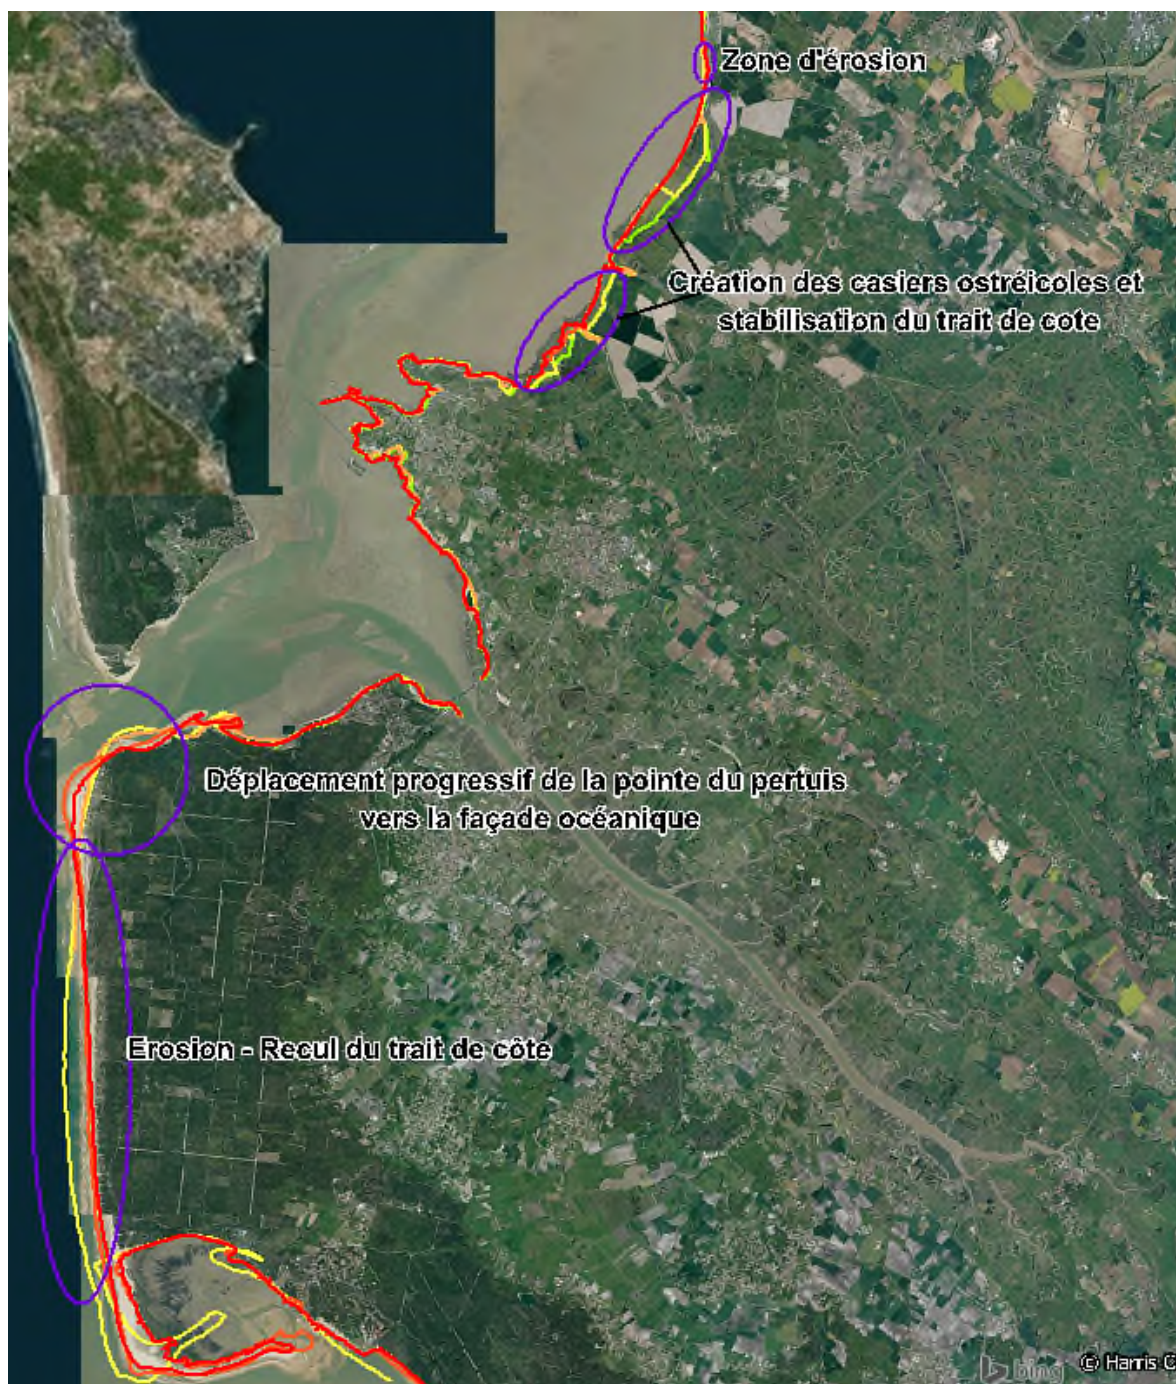 Zone d'érosion
Création des casiers ostréicoles et
stabilisation du trait de cote
Déplacement progressif de la pointe du pertuis
vers la façade océanique
Erosion - Recul du trait de côte
bing
© Harris C